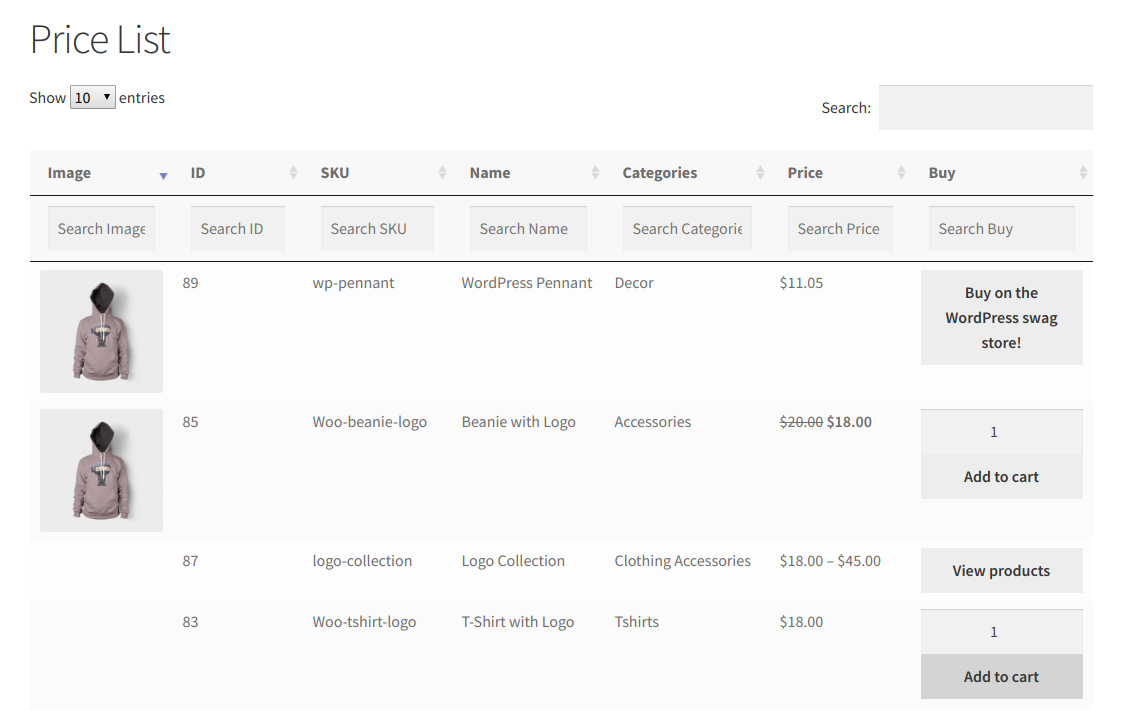 Price List
Show 10 entries
Search:
Image ID SKU Name Categories Price Buy
Search Image Search ID Search SKU Search Name Search Categorie Search Price Search Buy
89 wp-pennant WordPress Pennant Decor $11.05 Buy on the
WordPress swag
store!
85 Woo-beanie-logo Beanie with Logo Accessories $20.00 $18.00 1
Add to cart
87 logo-collection Logo Collection Clothing Accessories $18.00 – $45.00 View products
83 Woo-tshirt-logo T-Shirt with Logo Tshirts $18.00 1
Add to cart